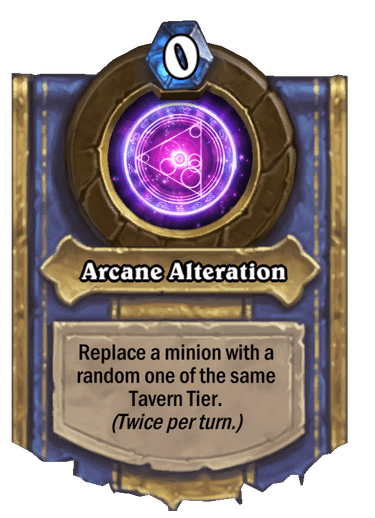 0
Arcane Alteration
Replace a minion with a
random one of the same
Tavern Tier.
(Twice per turn.)